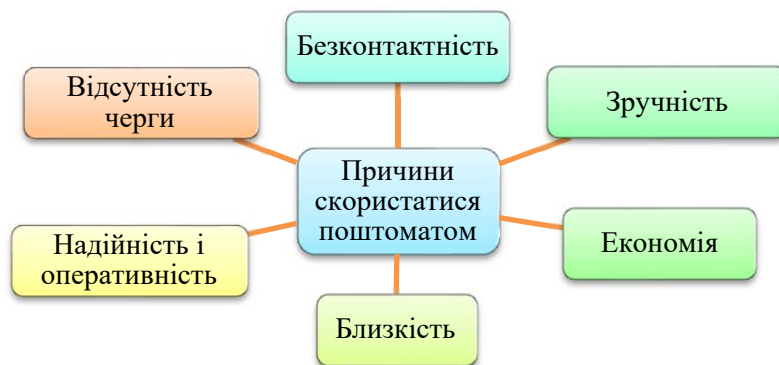 Безконтактність
Відсутність
черги
Зручність
Причини
скористатися
поштоматом
Надійність і
оперативність
Економія
Близкість